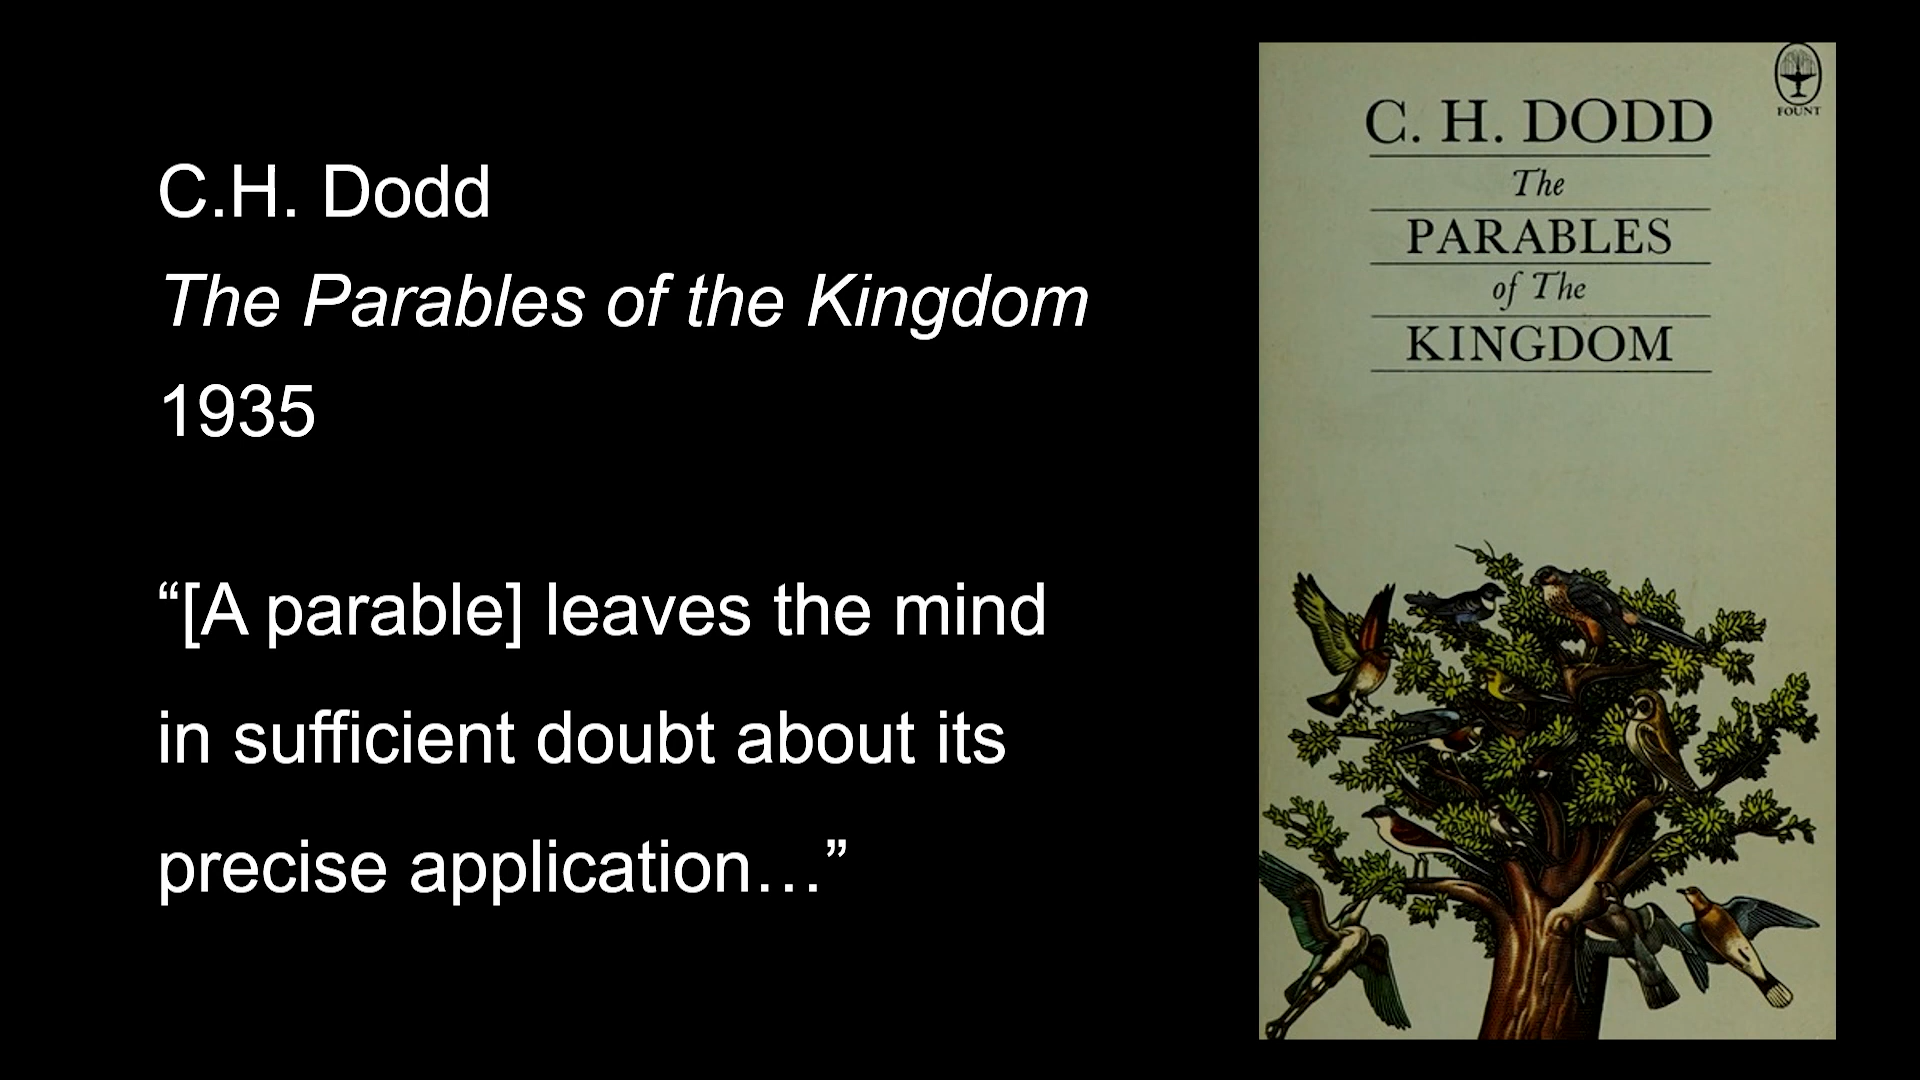 C.H. Dodd
The Parables of the Kingdom
1935
“[A parable] leaves the mind
in sufficient doubt about its
precise application…”
C. H. DODD
The
PARABLES
of The
KINGDOM
FOUNT